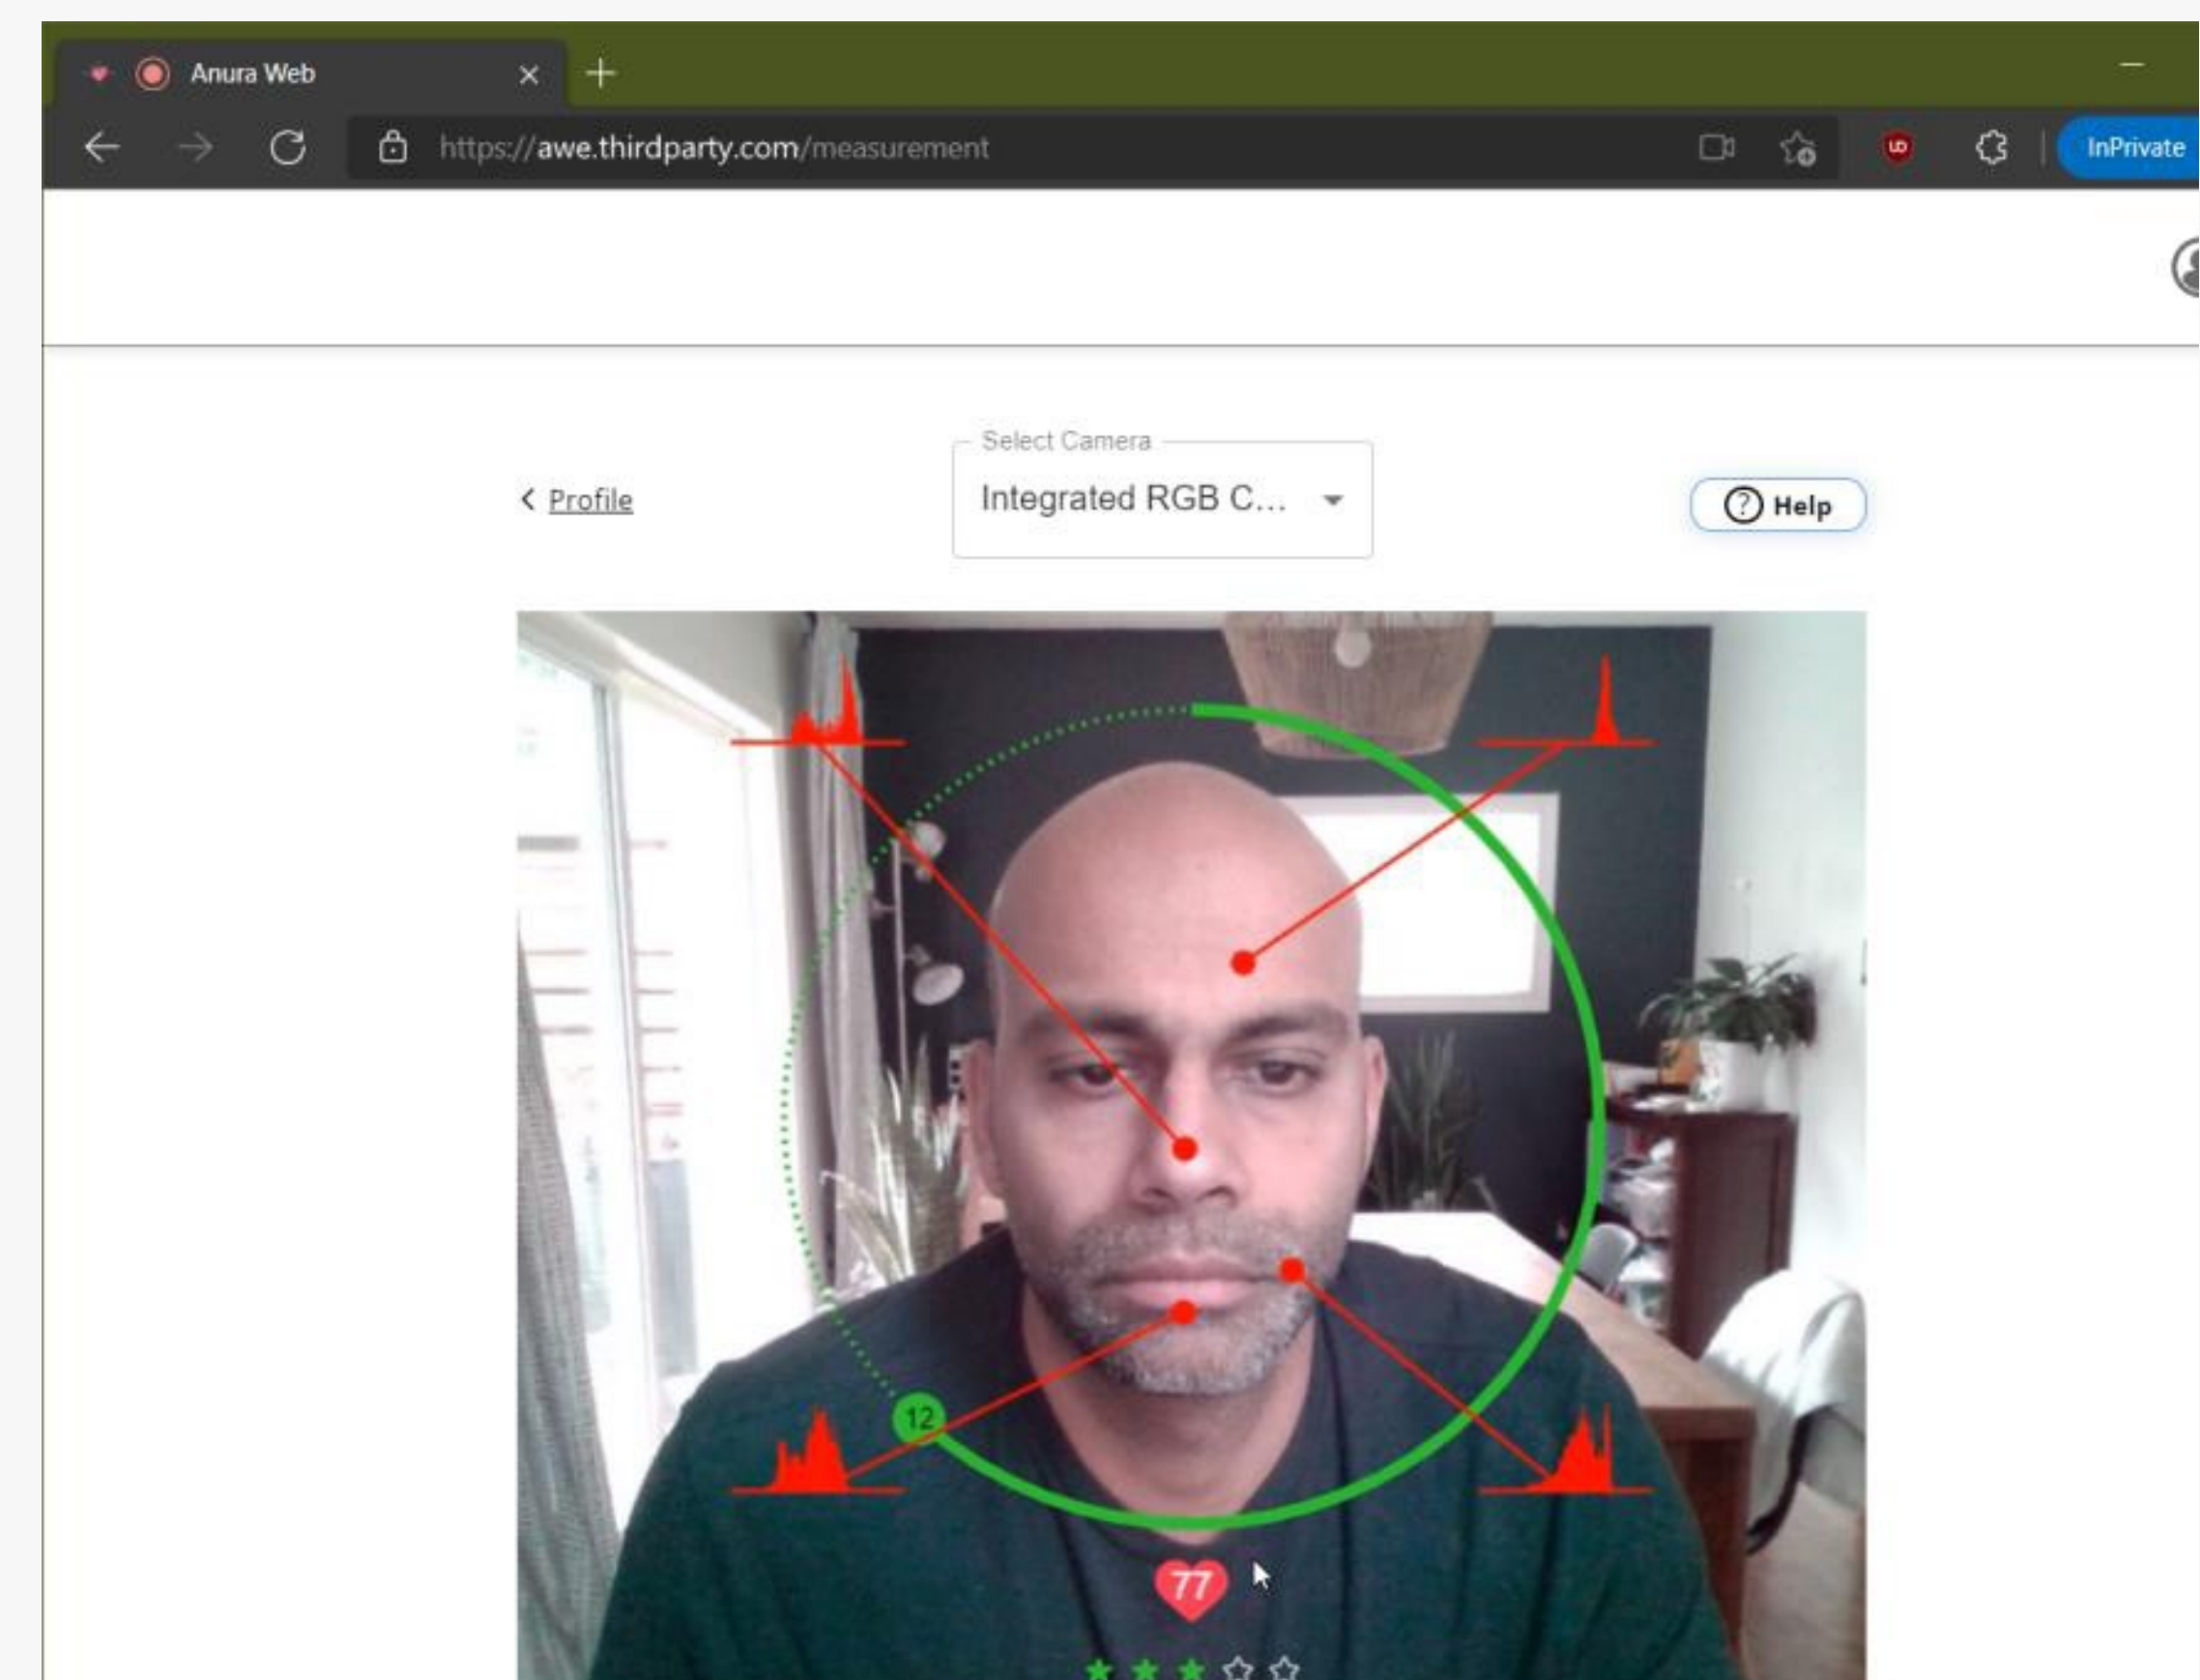 Anura Web
https://awe.thirdparty.com/measurement
InPrivate
Select Camera
Profile
Integrated RGB C...
Help
12
77